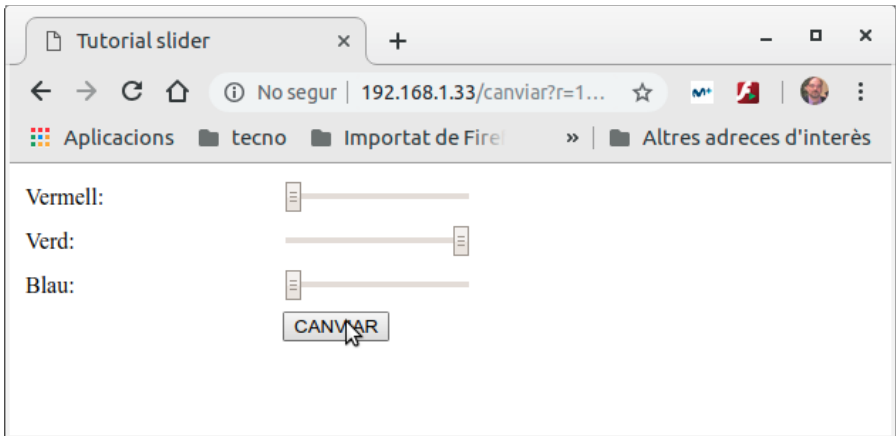 Tutorial slider
No segur | 192.168.1.33/canviar?r=1...
Aplicacions tecno Importat de Firef » Altres adreces d'interès
Vermell:
Verd:
Blau:
CANVIAR